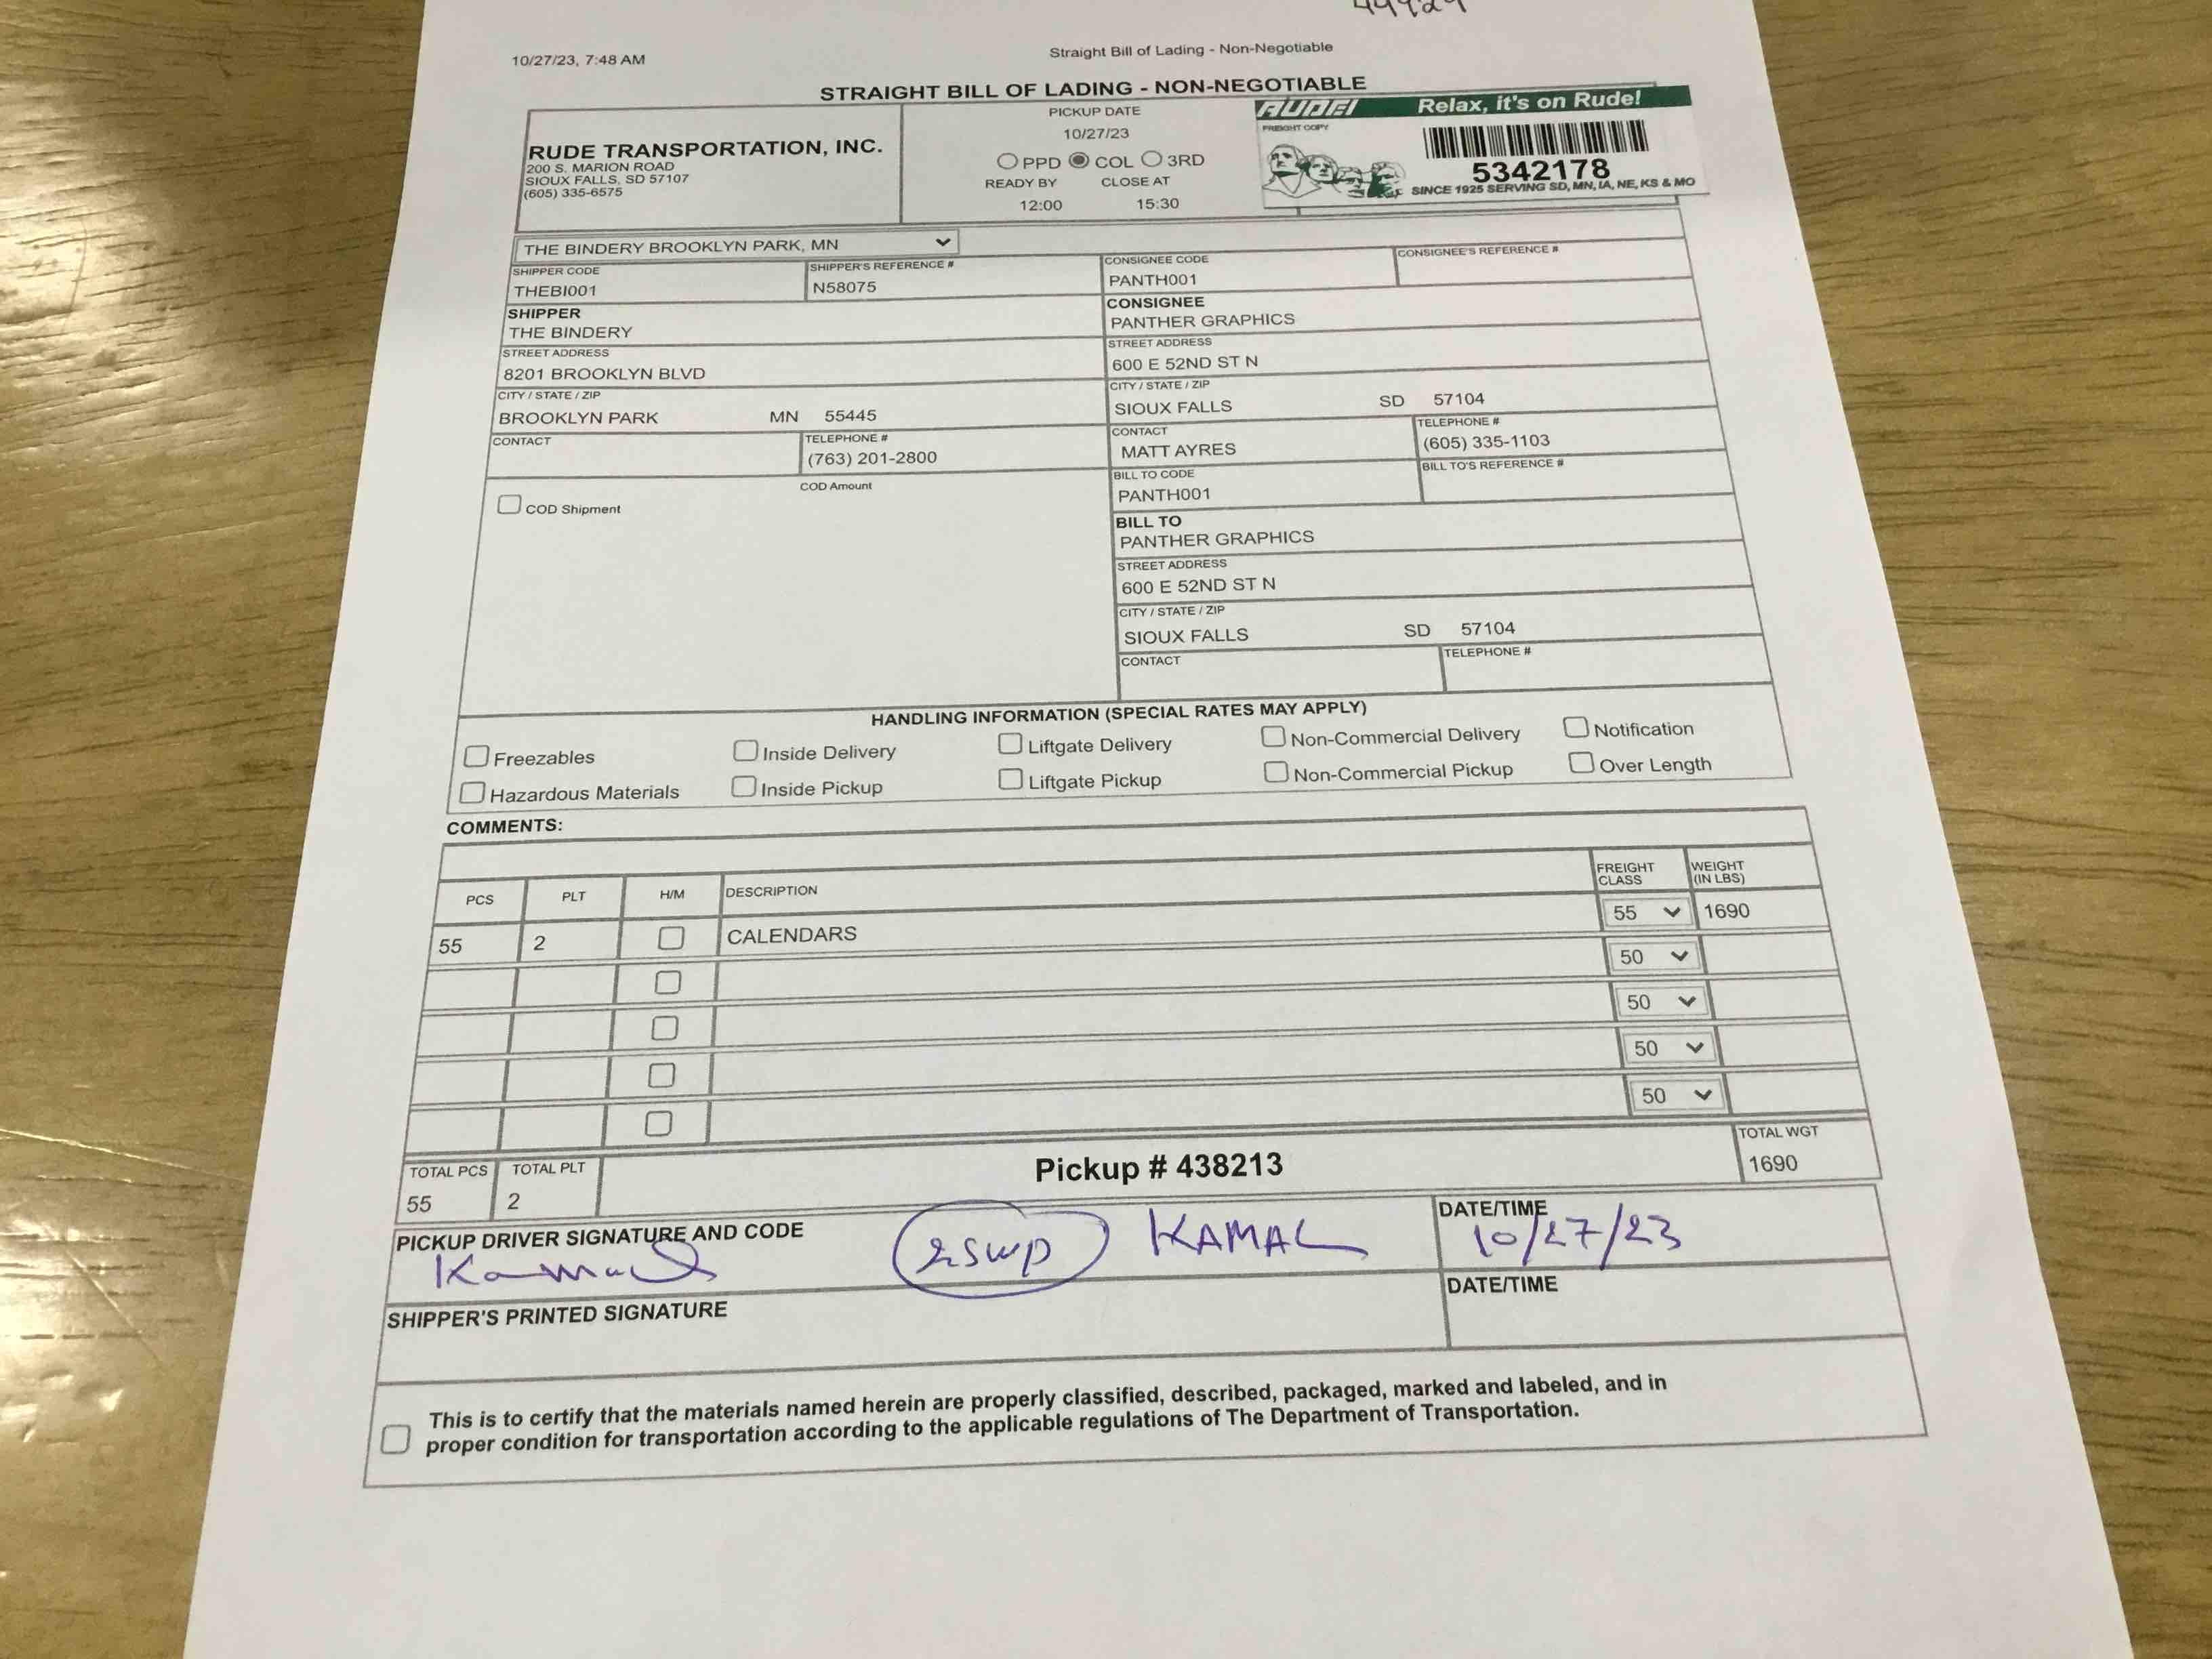 10/27/23, 7:48 AM
Straight Bill of Lading - Non-Negotiable
STRAIGHT BILL OF LADING - NON-NEGOTIABLE
RUDE TRANSPORTATION, INC.
200 S. MARION ROAD
SIOUX FALLS, SD 57107
(605) 335-6575
PICKUP DATE
10/27/23
PPD COL 3RD
READY BY CLOSE AT
12:00 15:30
Relax, it's on Rude!
FREIGHT COPY
5342178
SINCE 1925 SERVING SD, MN, IA, NE, KS & MO
THE BINDERY BROOKLYN PARK, MN
SHIPPER CODE
THEBI001
SHIPPER'S REFERENCE #
N58075
SHIPPER
THE BINDERY
STREET ADDRESS
8201 BROOKLYN BLVD
CITY / STATE / ZIP
BROOKLYN PARK MN 55445
CONTACT
TELEPHONE #
(763) 201-2800
COD Shipment
COD Amount
CONSIGNEE CODE
PANTH001
CONSIGNEE'S REFERENCE #
CONSIGNEE
PANTHER GRAPHICS
STREET ADDRESS
600 E 52ND ST N
CITY / STATE / ZIP
SIOUX FALLS SD 57104
CONTACT
MATT AYRES
TELEPHONE #
(605) 335-1103
BILL TO CODE
PANTH001
BILL TO'S REFERENCE #
BILL TO
PANTHER GRAPHICS
STREET ADDRESS
600 E 52ND ST N
CITY / STATE / ZIP
SIOUX FALLS SD 57104
CONTACT
TELEPHONE #
HANDLING INFORMATION (SPECIAL RATES MAY APPLY)
Freezables Inside Delivery Liftgate Delivery Non-Commercial Delivery Notification
Hazardous Materials Inside Pickup Liftgate Pickup Non-Commercial Pickup Over Length
COMMENTS:
PCS PLT H/M DESCRIPTION FREIGHT CLASS WEIGHT (IN LBS)
55 2 CALENDARS 55 1690
50
50
50
50
TOTAL PCS TOTAL PLT TOTAL WGT
55 2 Pickup # 438213 1690
PICKUP DRIVER SIGNATURE AND CODE
KAMAL
DATE/TIME
10/27/23
SHIPPER'S PRINTED SIGNATURE
DATE/TIME
This is to certify that the materials named herein are properly classified, described, packaged, marked and labeled, and in
proper condition for transportation according to the applicable regulations of The Department of Transportation.